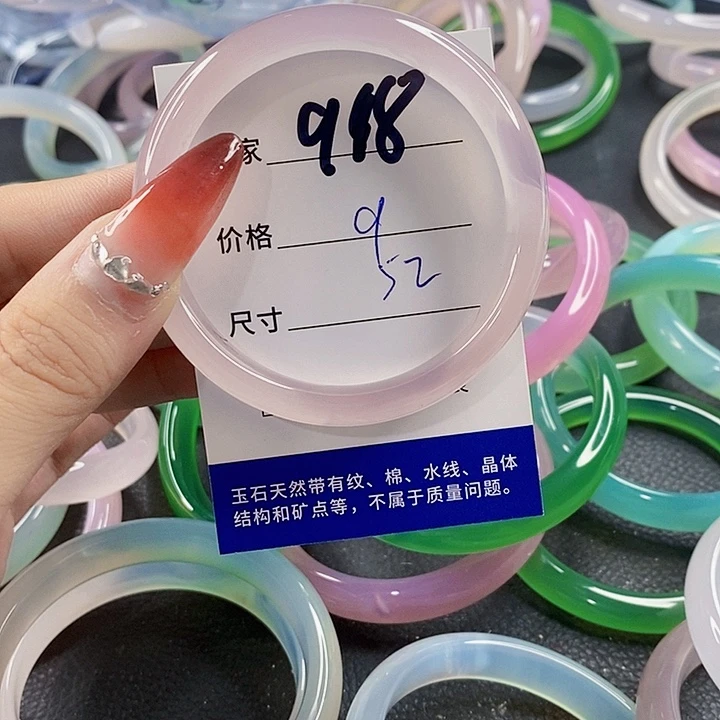 家 918
价格 9
52
尺寸
玉石天然带有纹、棉、水线、晶体
结构和矿点等，不属于质量问题。